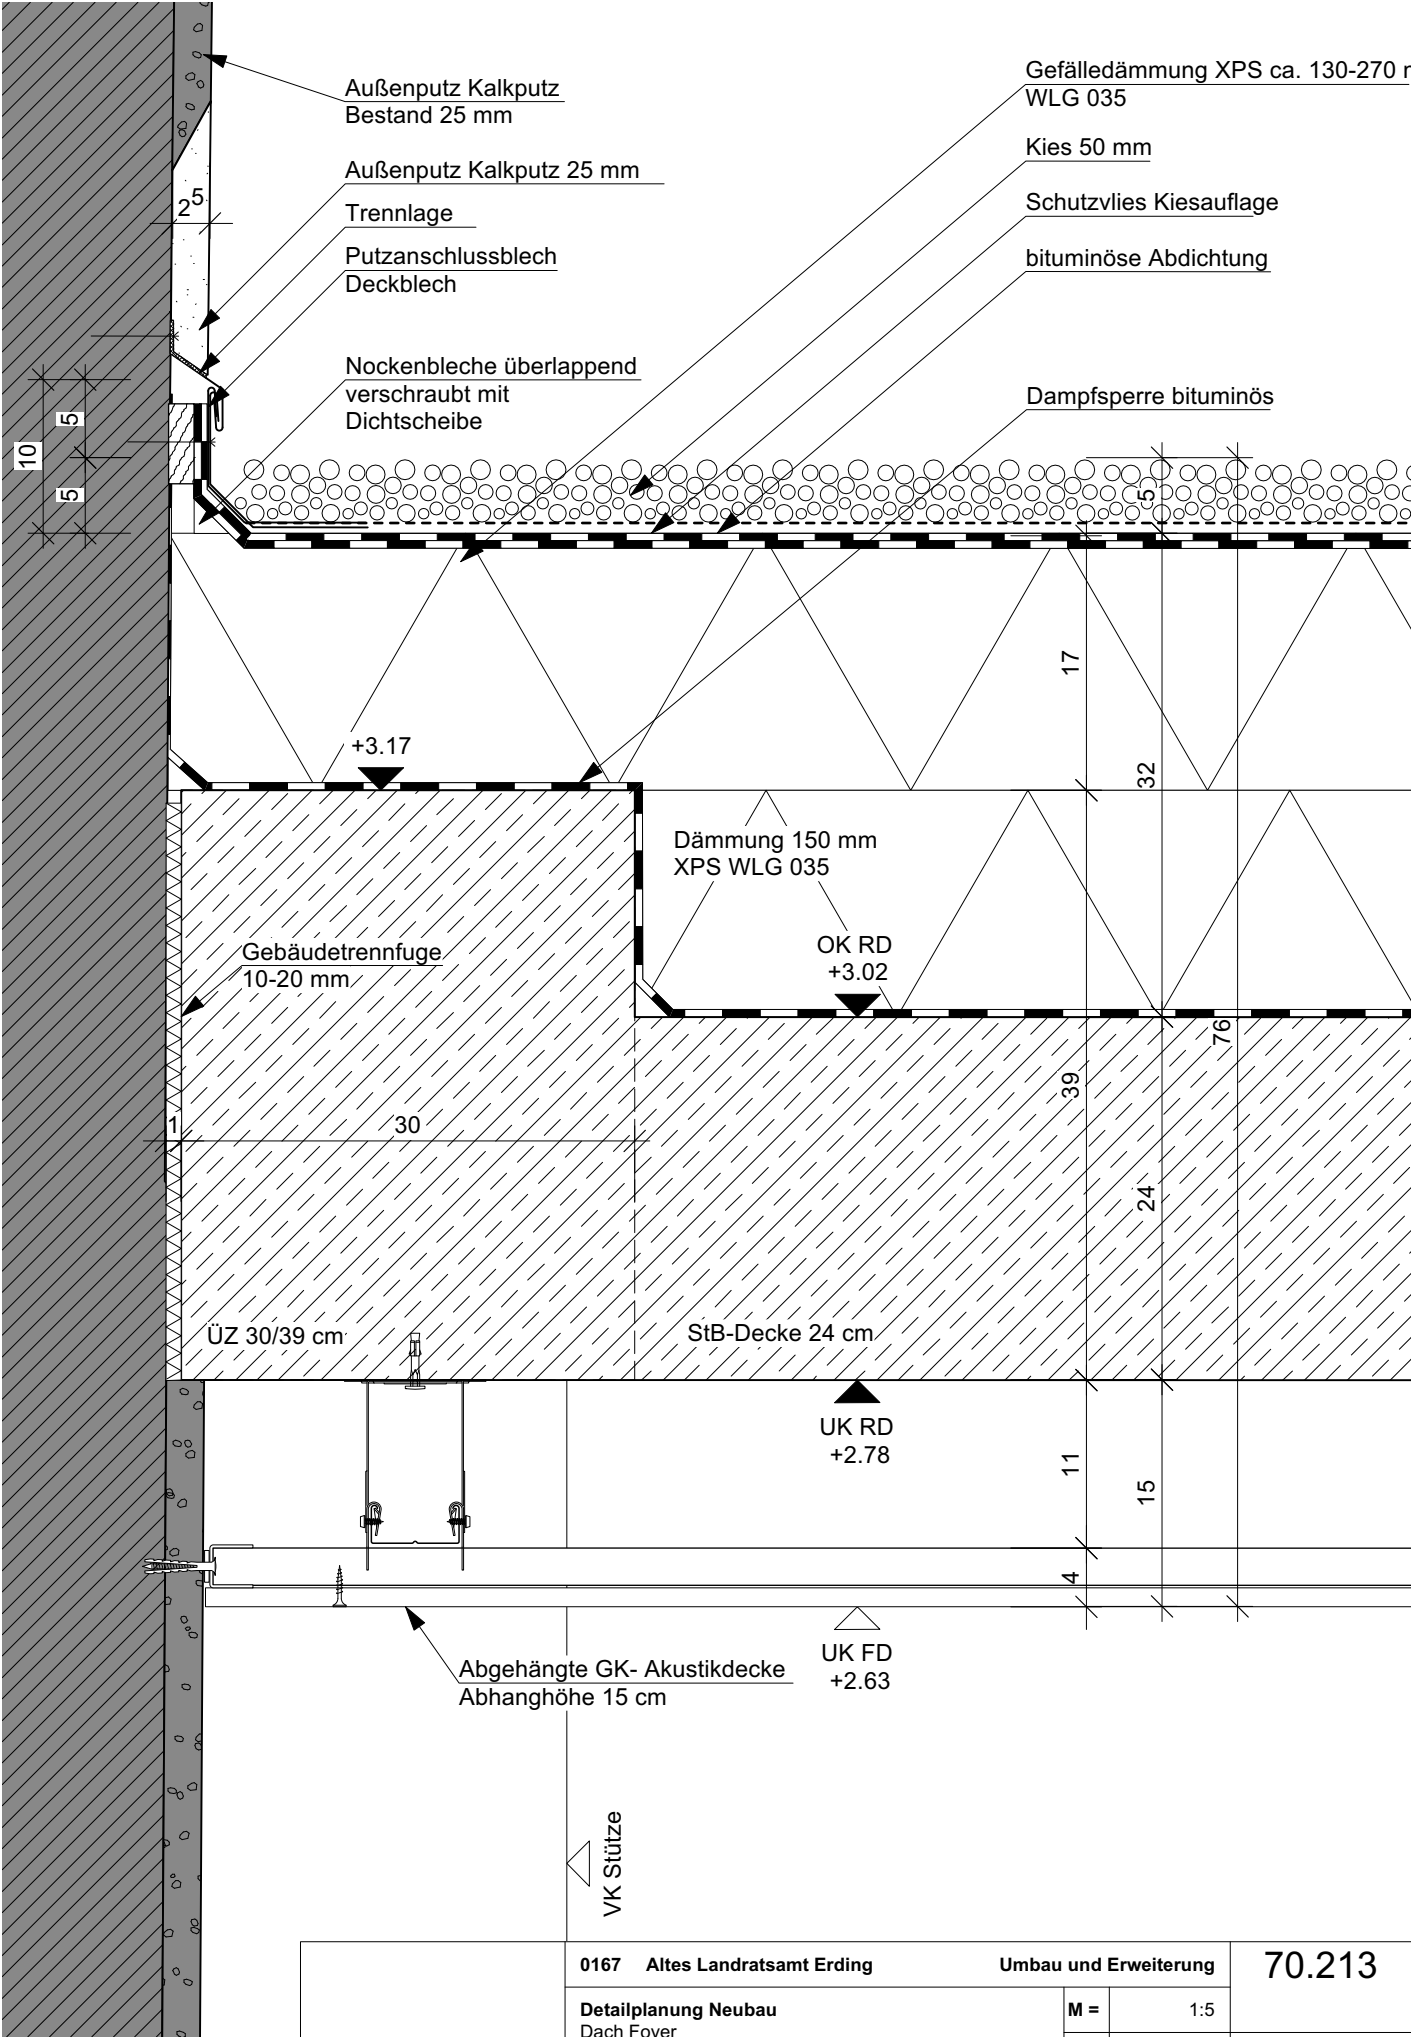 Außenputz Kalkputz
Bestand 25 mm
Außenputz Kalkputz 25 mm
Trennlage
Putzanschlussblech
Deckblech
Nockenbleche überlappend
verschraubt mit
Dichtscheibe
Gefälledämmung XPS ca. 130-270
WLG 035
Kies 50 mm
Schutzvlies Kiesauflage
bituminöse Abdichtung
Dampfsperre bituminös
2⁵
10
5
5
5
17
32
76
+3.17
Dämmung 150 mm
XPS WLG 035
OK RD
+3.02
Gebäudetrennfuge
10-20 mm
1
30
39
24
ÜZ 30/39 cm
StB-Decke 24 cm
UK RD
+2.78
11
15
4
UK FD
+2.63
Abgehängte GK- Akustikdecke
Abhanghöhe 15 cm
VK Stütze
0167 Altes Landratsamt Erding Umbau und Erweiterung
70.213
Detailplanung Neubau
M = 1:5
Dach Foyer